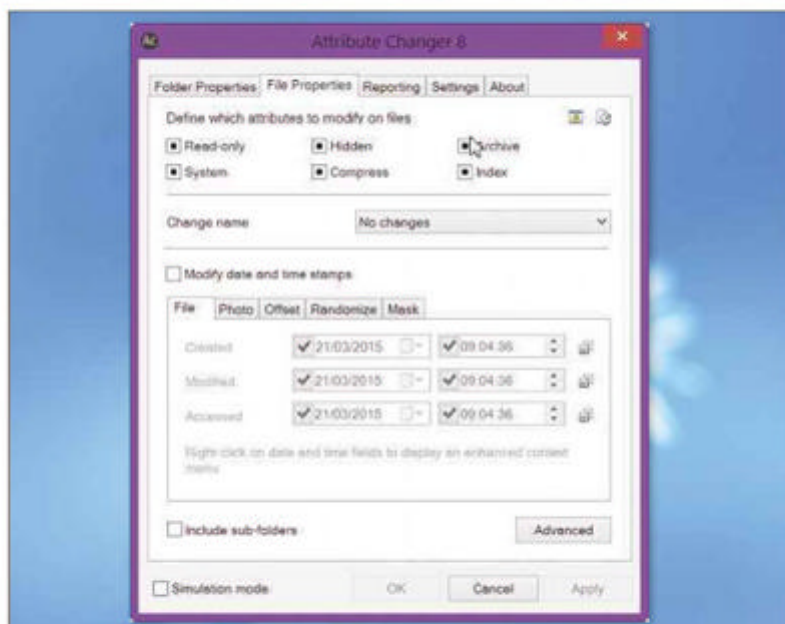 Ac Attribute Changer 8
Folder Properties File Properties Reporting Settings About
Define which attributes to modify on files
Read-only Hidden Archive
System Compress Index
Change name No changes
Modify date and time stamps
File Photo Offset Randomize Mask
Created 21/03/2015 09:04:36
Modified 21/03/2015 09:04:36
Accessed 21/03/2015 09:04:36
Right click on date and time fields to display an enhanced context
menu
Include sub-folders Advanced
Simulation mode OK Cancel Apply